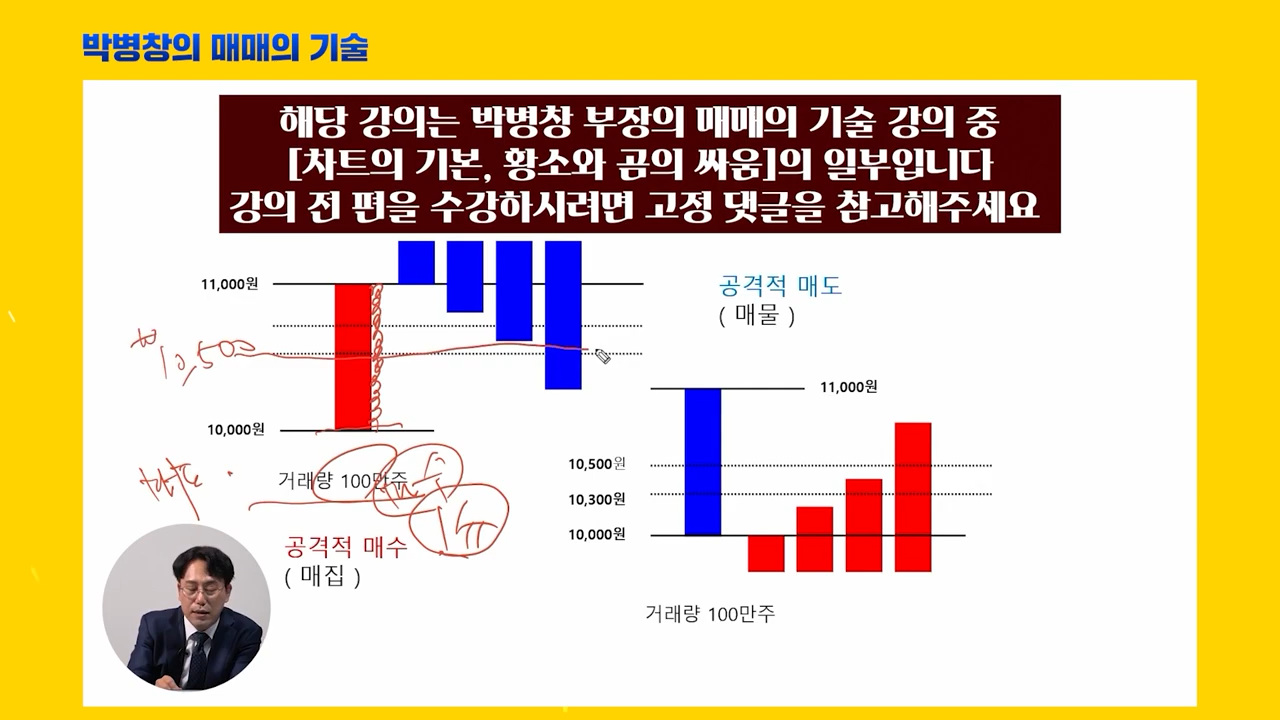 박병창의 매매의 기술
해당 강의는 박병창 부장의 매매의 기술 강의 중
[차트의 기본, 황소와 곰의 싸움]의 일부입니다
강의 전 편을 수강하시려면 고정 댓글을 참고해주세요
11,000원
₩10,500
10,000원
거래량 100만주
공격적 매수
( 매집 )
공격적 매도
( 매물 )
11,000원
10,500원
10,300원
10,000원
거래량 100만주